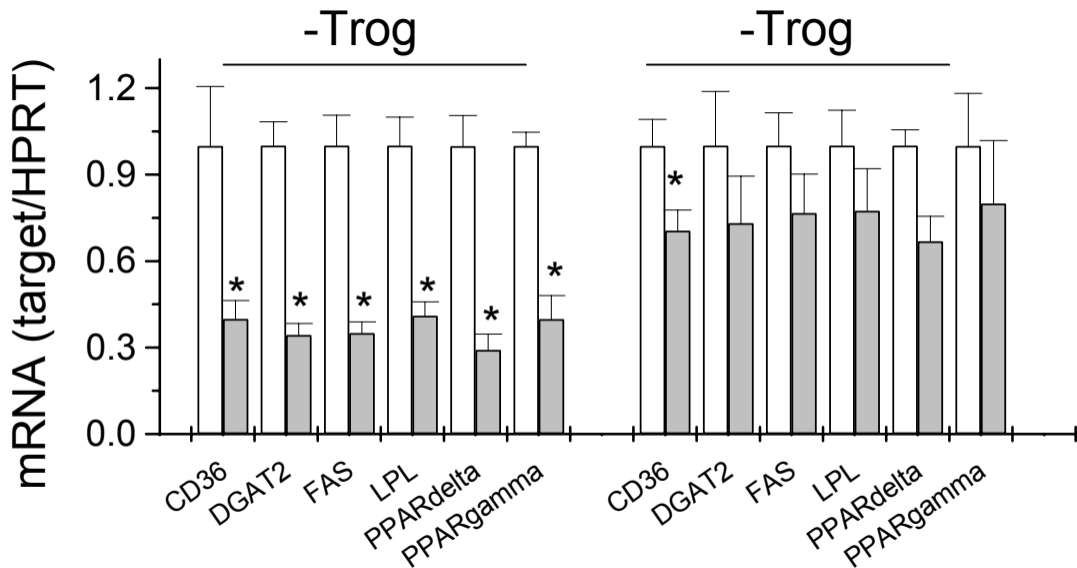 -Trog
-Trog
mRNA (target/HPRT)
1.2
0.9
0.6
0.3
0.0
*
*
*
*
*
*
*
CD36
DGAT2
FAS
LPL
PPARdelta
PPARgamma
CD36
DGAT2
FAS
LPL
PPARdelta
PPARgamma